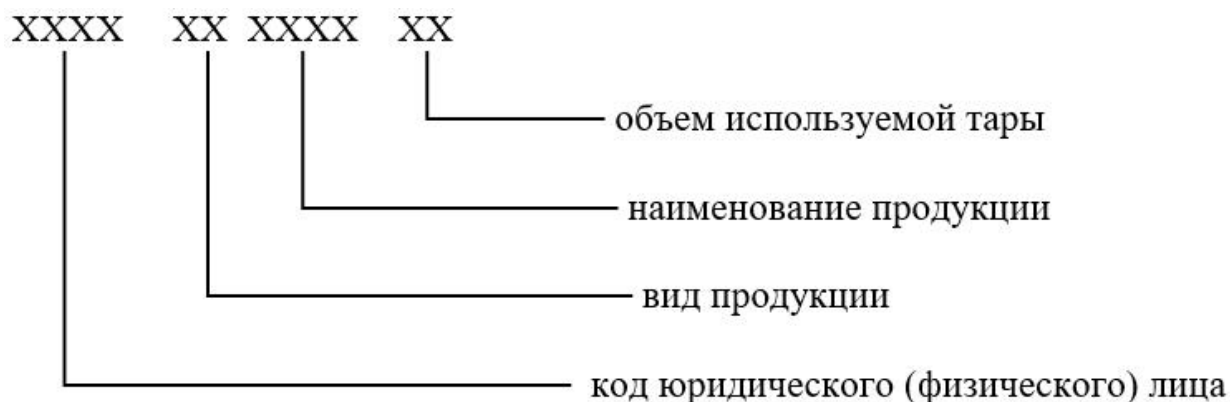 XXXX XX XXXX XX
объем используемой тары
наименование продукции
вид продукции
код юридического (физического) лица